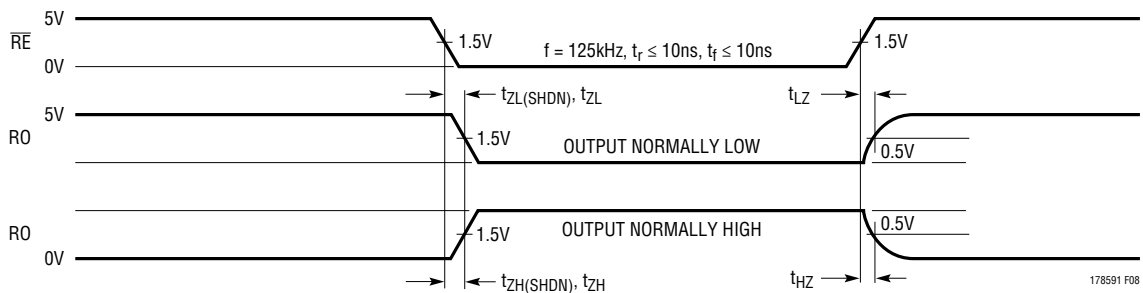 5V
RE
1.5V
f = 125kHz, tr ≤ 10ns, tf ≤ 10ns
1.5V
0V
tZL(SHDN), tZL
tLZ
5V
RO
1.5V
OUTPUT NORMALLY LOW
0.5V
RO
1.5V
OUTPUT NORMALLY HIGH
0.5V
0V
tZH(SHDN), tZH
tHZ
178591 F08